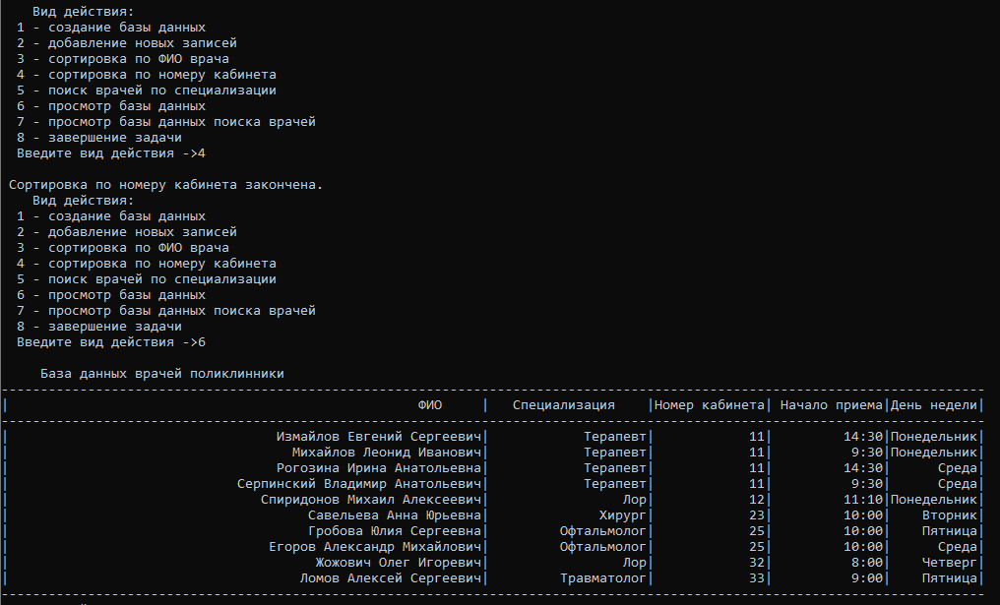 Вид действия:
1 - создание базы данных
2 - добавление новых записей
3 - сортировка по ФИО врача
4 - сортировка по номеру кабинета
5 - поиск врачей по специализации
6 - просмотр базы данных
7 - просмотр базы данных поиска врачей
8 - завершение задачи
Введите вид действия ->4
Сортировка по номеру кабинета закончена.
Вид действия:
1 - создание базы данных
2 - добавление новых записей
3 - сортировка по ФИО врача
4 - сортировка по номеру кабинета
5 - поиск врачей по специализации
6 - просмотр базы данных
7 - просмотр базы данных поиска врачей
8 - завершение задачи
Введите вид действия ->6
База данных врачей поликлинники
| ФИО | Специализация |Номер кабинета| Начало приема|День недели|
| Измайлов Евгений Сергеевич| Терапевт| 11| 14:30|Понедельник|
| Михайлов Леонид Иванович| Терапевт| 11| 9:30|Понедельник|
| Рогозина Ирина Анатольевна| Терапевт| 11| 14:30| Среда|
| Серпинский Владимир Анатольевич| Терапевт| 11| 9:30| Среда|
| Спиридонов Михаил Алексеевич| Лор| 12| 11:10|Понедельник|
| Савельева Анна Юрьевна| Хирург| 23| 10:00| Вторник|
| Гробова Юлия Сергеевна| Офтальмолог| 25| 10:00| Пятница|
| Егоров Александр Михайлович| Офтальмолог| 25| 10:00| Среда|
| Жожович Олег Игоревич| Лор| 32| 8:00| Четверг|
| Ломов Алексей Сергеевич| Травматолог| 33| 9:00| Пятница|